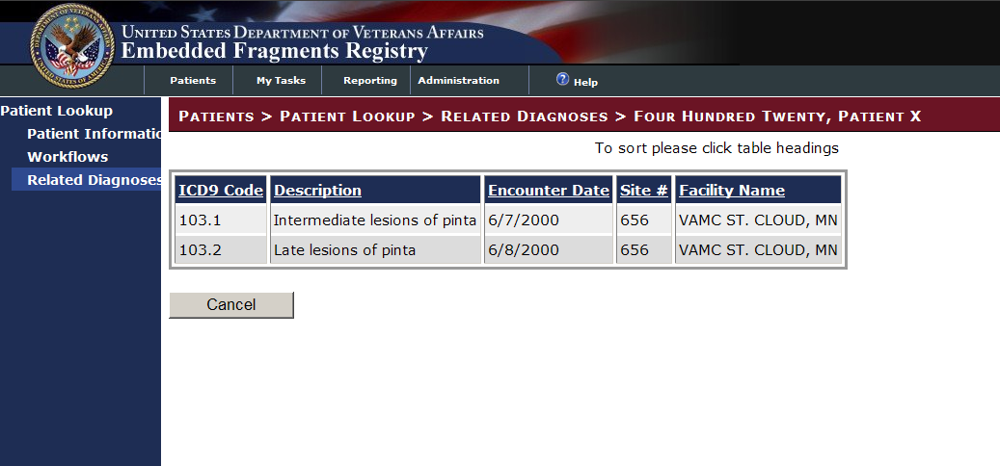 UNITED STATES DEPARTMENT OF VETERANS AFFAIRS
Embedded Fragments Registry
Patients My Tasks Reporting Administration ? Help
Patient Lookup
Patient Informatio
Workflows
Related Diagnoses
PATIENTS > PATIENT LOOKUP > RELATED DIAGNOSES > FOUR HUNDRED TWENTY, PATIENT X
To sort please click table headings
ICD9 Code Description Encounter Date Site # Facility Name
103.1 Intermediate lesions of pinta 6/7/2000 656 VAMC ST. CLOUD, MN
103.2 Late lesions of pinta 6/8/2000 656 VAMC ST. CLOUD, MN
Cancel